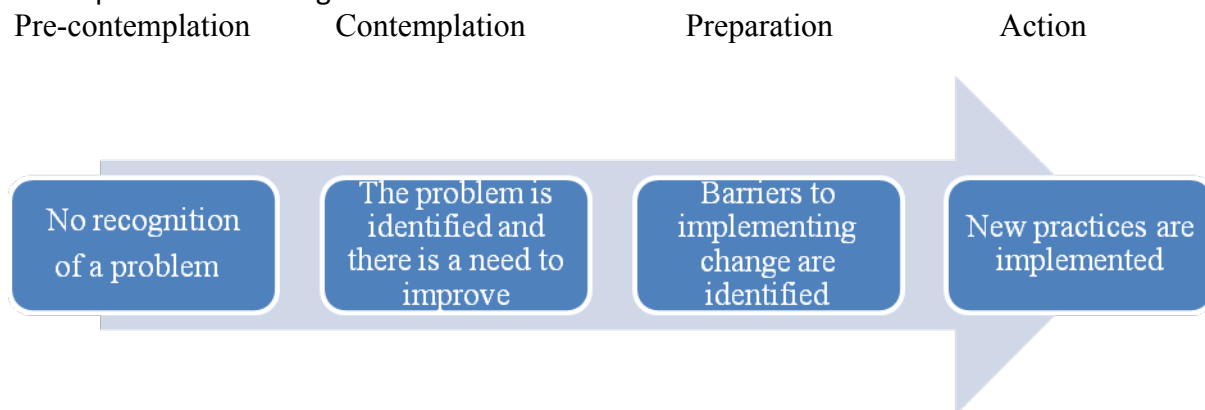 Pre-contemplation Contemplation Preparation Action
No recognition
of a problem
The problem is
identified and
there is a need to
improve
Barriers to
implementing
change are
identified
New practices are
implemented